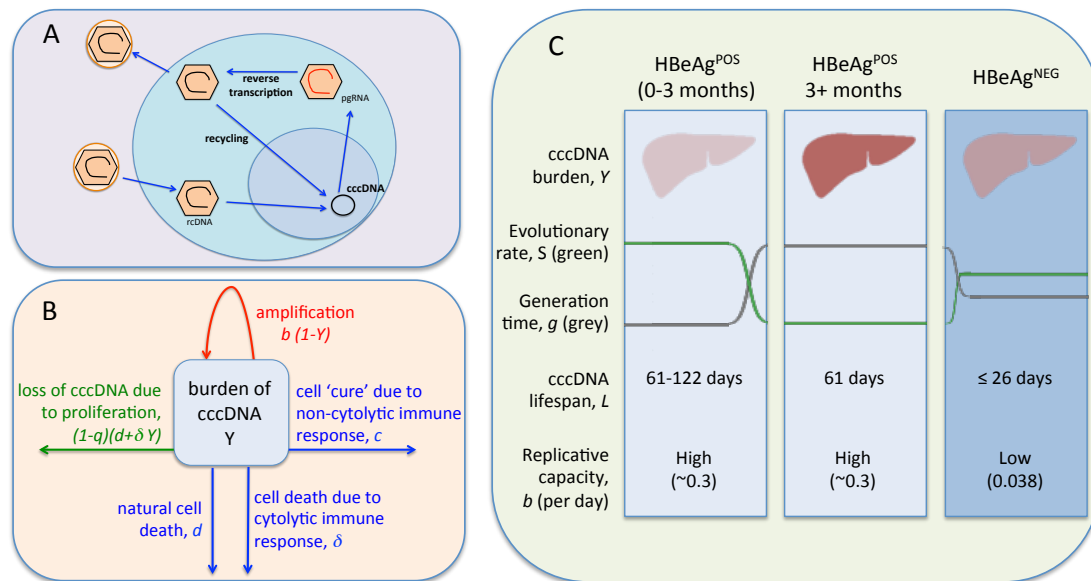 A
reverse
transcription
pgRNA
recycling
cccDNA
rcDNA
B
amplification
b (1-Y)
loss of cccDNA due
to proliferation,
(1-q)(d+δ Y)
burden of
cccDNA
Y
cell ‘cure’ due to
non-cytolytic immune
response, c
natural cell
death, d
cell death due to
cytolytic immune
response, δ
C
HBeAgPOS
(0-3 months)
HBeAgPOS
3+ months
HBeAgNEG
cccDNA
burden, Y
Evolutionary
rate, S (green)
Generation
time, g (grey)
cccDNA
lifespan, L
61-122 days
61 days
≤ 26 days
Replicative
capacity,
b (per day)
High
(~0.3)
High
(~0.3)
Low
(0.038)